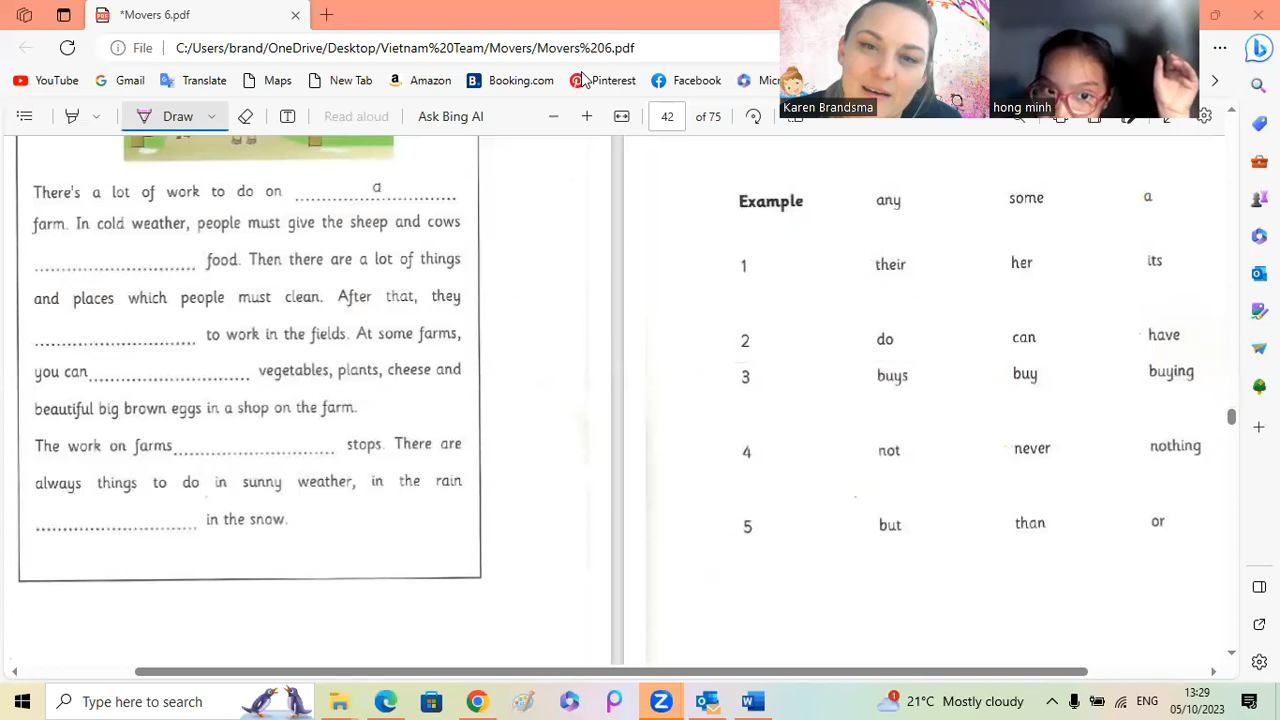 *Movers 6.pdf
File C:/Users/brand/OneDrive/Desktop/Vietnam%20Team/Movers/Movers%206.pdf
YouTube Gmail Translate Maps New Tab Amazon Booking.com Pinterest Facebook
Karen Brandsma
hong minh
Draw Read aloud Ask Bing AI 42 of 75
There's a lot of work to do on a
farm. In cold weather, people must give the sheep and cows
food. Then there are a lot of things
and places which people must clean. After that, they
to work in the fields. At some farms,
you can vegetables, plants, cheese and
beautiful big brown eggs in a shop on the farm.
The work on farms stops. There are
always things to do in sunny weather, in the rain
in the snow.
Example any some a
1 their her its
2 do can have
3 buys buy buying
4 not never nothing
5 but than or
Type here to search
21°C Mostly cloudy
ENG
13:29
05/10/2023